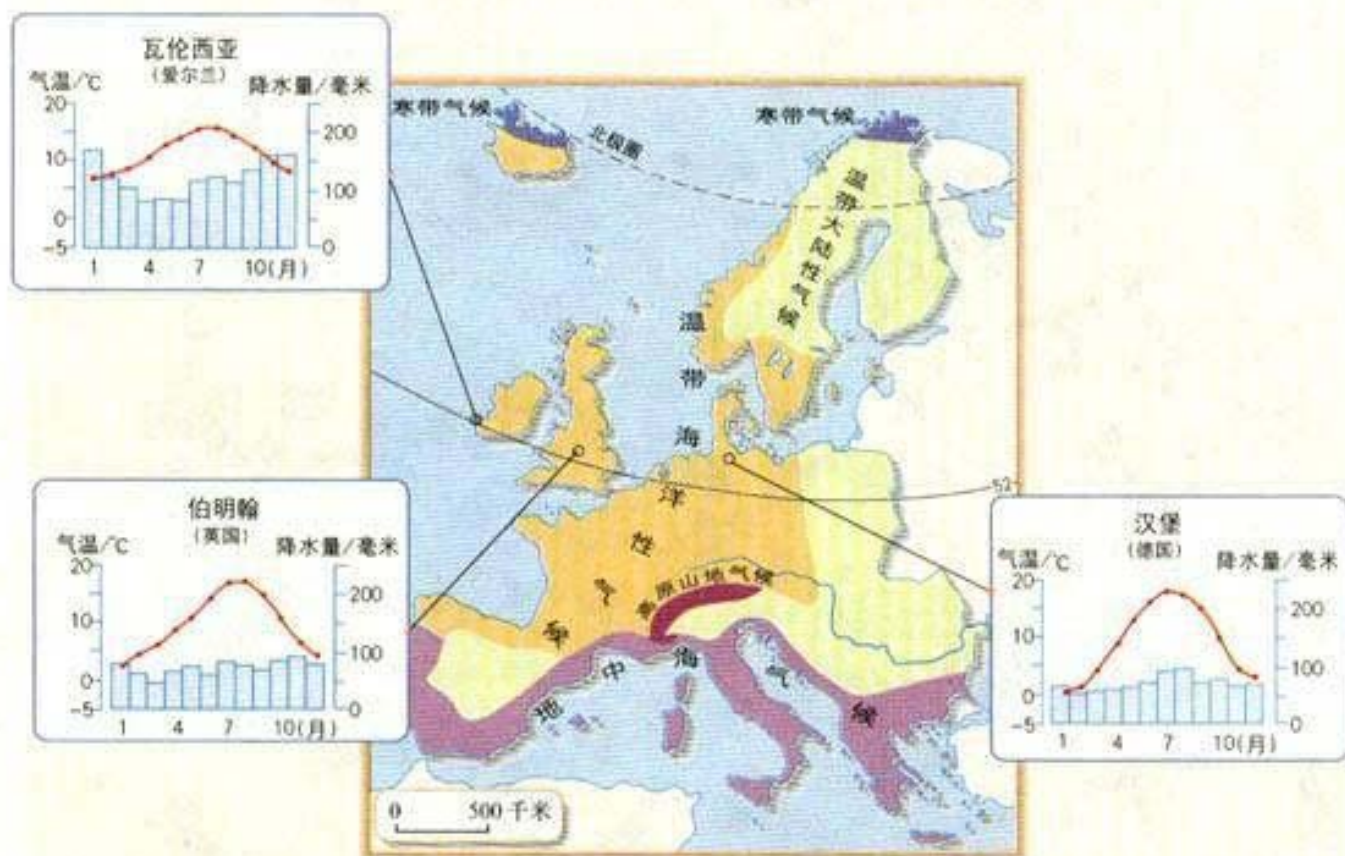 瓦伦西亚
(爱尔兰)
气温/℃
降水量/毫米
20
10
0
-5
200
100
0
1 4 7 10(月)
寒带气候
寒带气候
北极圈
温带大陆性气候
温带海洋性气候
高原山地气候
地中海气候
52
0 500千米
伯明翰
(英国)
气温/℃
降水量/毫米
20
10
0
-5
200
100
0
1 4 7 10(月)
汉堡
(德国)
气温/℃
降水量/毫米
20
10
0
-5
200
100
0
1 4 7 10(月)